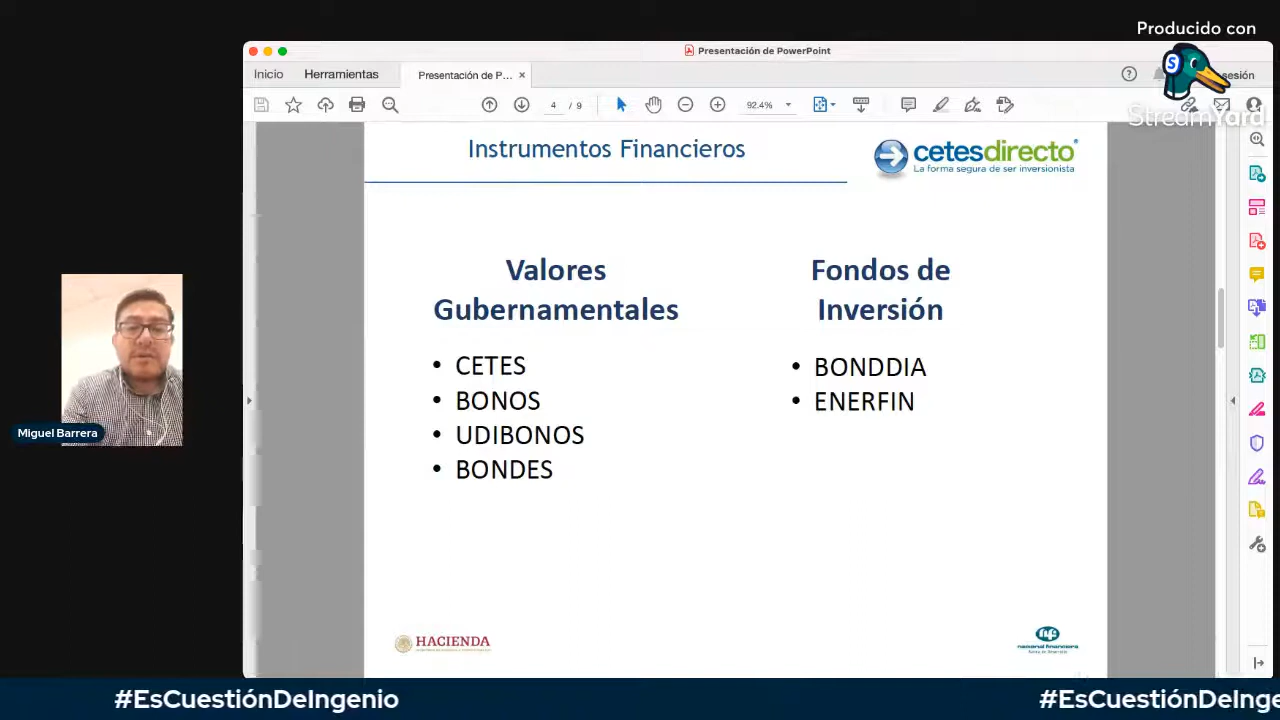 Producido con
StreamYard
Presentación de PowerPoint
Inicio
Herramientas
Presentación de P...
sesión
4 / 9
92.4%
Instrumentos Financieros
cetesdirecto
La forma segura de ser inversionista
Valores
Gubernamentales
• CETES
• BONOS
• UDIBONOS
• BONDES
Fondos de
Inversión
• BONDDIA
• ENERFIN
Miguel Barrera
HACIENDA
nacional financiera
#EsCuestiónDeIngenio
#EsCuestiónDeInge